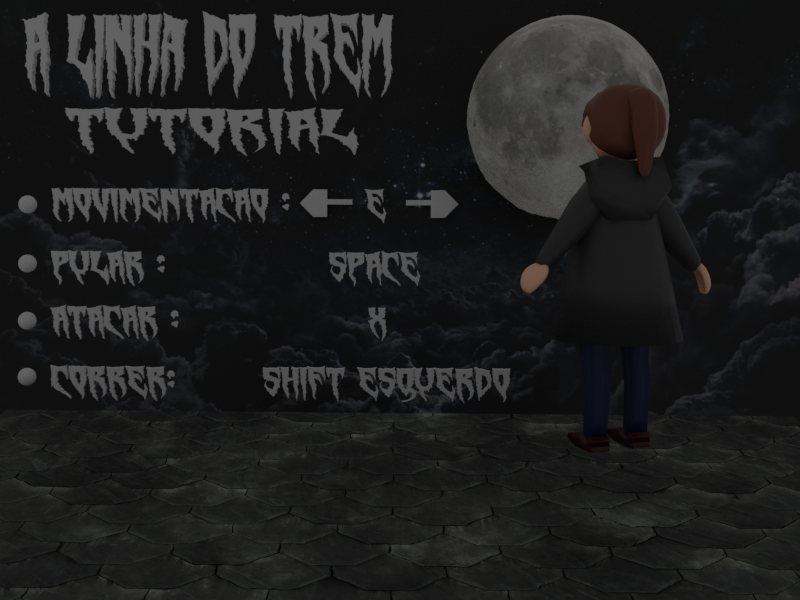 A LINHA DO TREM
TUTORIAL
MOVIMENTACAO : E
PULAR : SPACE
ATACAR : X
CORRER: SHIFT ESQUERDO